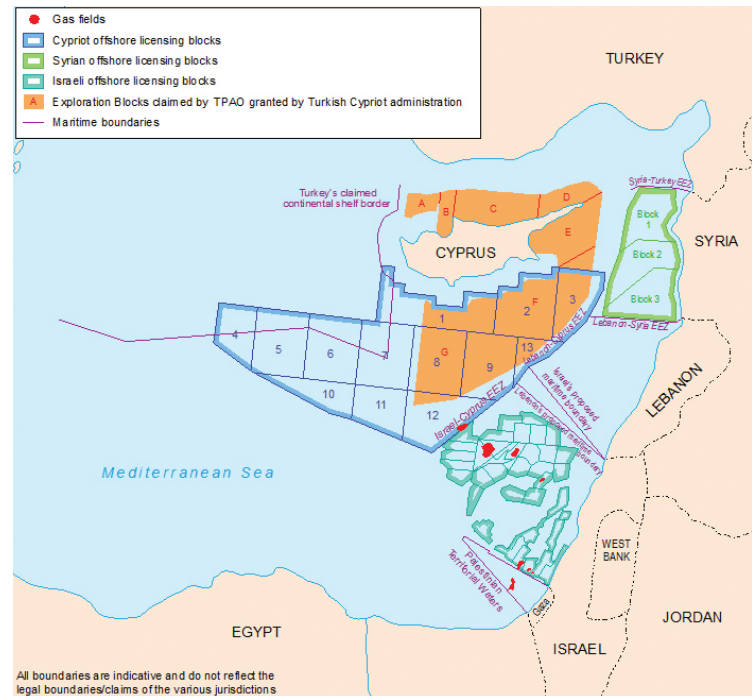 Gas fields
Cypriot offshore licensing blocks
Syrian offshore licensing blocks
Israeli offshore licensing blocks
A Exploration Blocks claimed by TPAO granted by Turkish Cypriot administration
Maritime boundaries
TURKEY
Turkey's claimed
continental shelf border
Syria-Turkey EEZ
A
B
C
D
E
CYPRUS
Block
1
SYRIA
Block 2
Block 3
Lebanon-Syria EEZ
1
2
F
3
4
5
6
7
8
G
9
13
Lebanon-Cyprus EEZ
10
11
12
Israel-Cyprus EEZ
Israel's proposed
maritime boundary
Lebanon's proposed maritime
boundary
LEBANON
Mediterranean Sea
Palestinian
Territorial Waters
WEST
BANK
Gaza
JORDAN
EGYPT
ISRAEL
All boundaries are indicative and do not reflect the
legal boundaries/claims of the various jurisdictions